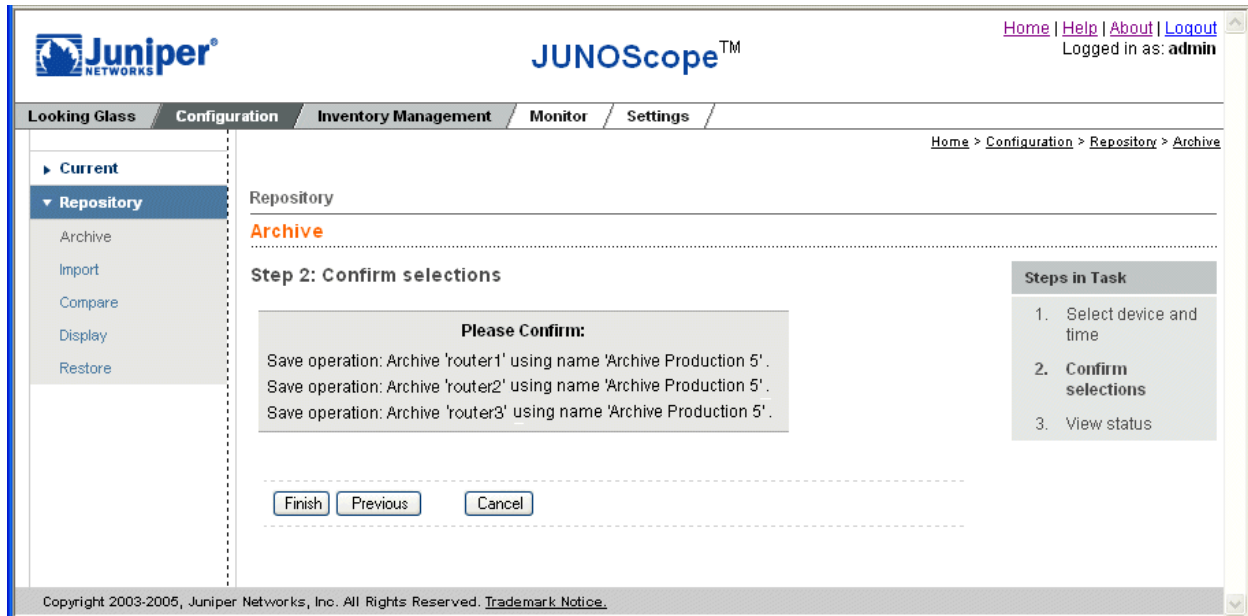 Juniper®
NETWORKS
JUNOScope™
Home | Help | About | Logout
Logged in as: admin
Looking Glass / Configuration / Inventory Management / Monitor / Settings /
Home > Configuration > Repository > Archive
Current
Repository
Archive
Import
Compare
Display
Restore
Repository
Archive
Step 2: Confirm selections
Please Confirm:
Save operation: Archive 'router1' using name 'Archive Production 5' .
Save operation: Archive 'router2' using name 'Archive Production 5' .
Save operation: Archive 'router3' using name 'Archive Production 5' .
Finish Previous Cancel
Steps in Task
1. Select device and
time
2. Confirm
selections
3. View status
Copyright 2003-2005, Juniper Networks, Inc. All Rights Reserved. Trademark Notice.